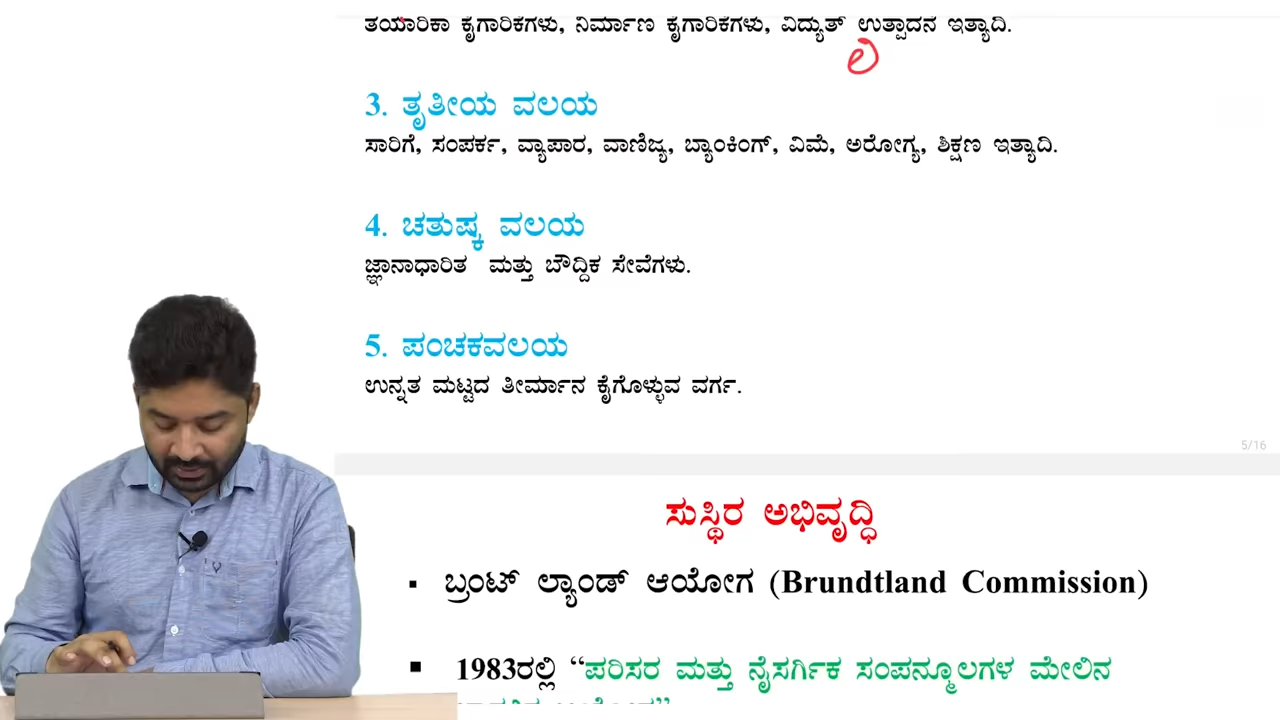 ತಯಾರಿಕಾ ಕೈಗಾರಿಕೆಗಳು, ನಿರ್ಮಾಣ ಕೈಗಾರಿಕೆಗಳು, ವಿದ್ಯುತ್ ಉತ್ಪಾದನ ಇತ್ಯಾದಿ.
3. ತೃತೀಯ ವಲಯ
ಸಾರಿಗೆ, ಸಂಪರ್ಕ, ವ್ಯಾಪಾರ, ವಾಣಿಜ್ಯ, ಬ್ಯಾಂಕಿಂಗ್, ವಿಮೆ, ಅರೋಗ್ಯ, ಶಿಕ್ಷಣ ಇತ್ಯಾದಿ.
4. ಚತುಷ್ಕ ವಲಯ
ಜ್ಞಾನಾಧಾರಿತ ಮತ್ತು ಬೌದ್ದಿಕ ಸೇವೆಗಳು.
5. ಪಂಚಕವಲಯ
ಉನ್ನತ ಮಟ್ಟದ ತೀರ್ಮಾನ ಕೈಗೊಳ್ಳುವ ವರ್ಗ.
5/16
ಸುಸ್ಥಿರ ಅಭಿವೃದ್ಧಿ
▪ ಬ್ರಂಟ್ ಲ್ಯಾಂಡ್ ಆಯೋಗ (Brundtland Commission)
▪ 1983ರಲ್ಲಿ “ಪರಿಸರ ಮತ್ತು ನೈಸರ್ಗಿಕ ಸಂಪನ್ಮೂಲಗಳ ಮೇಲಿನ